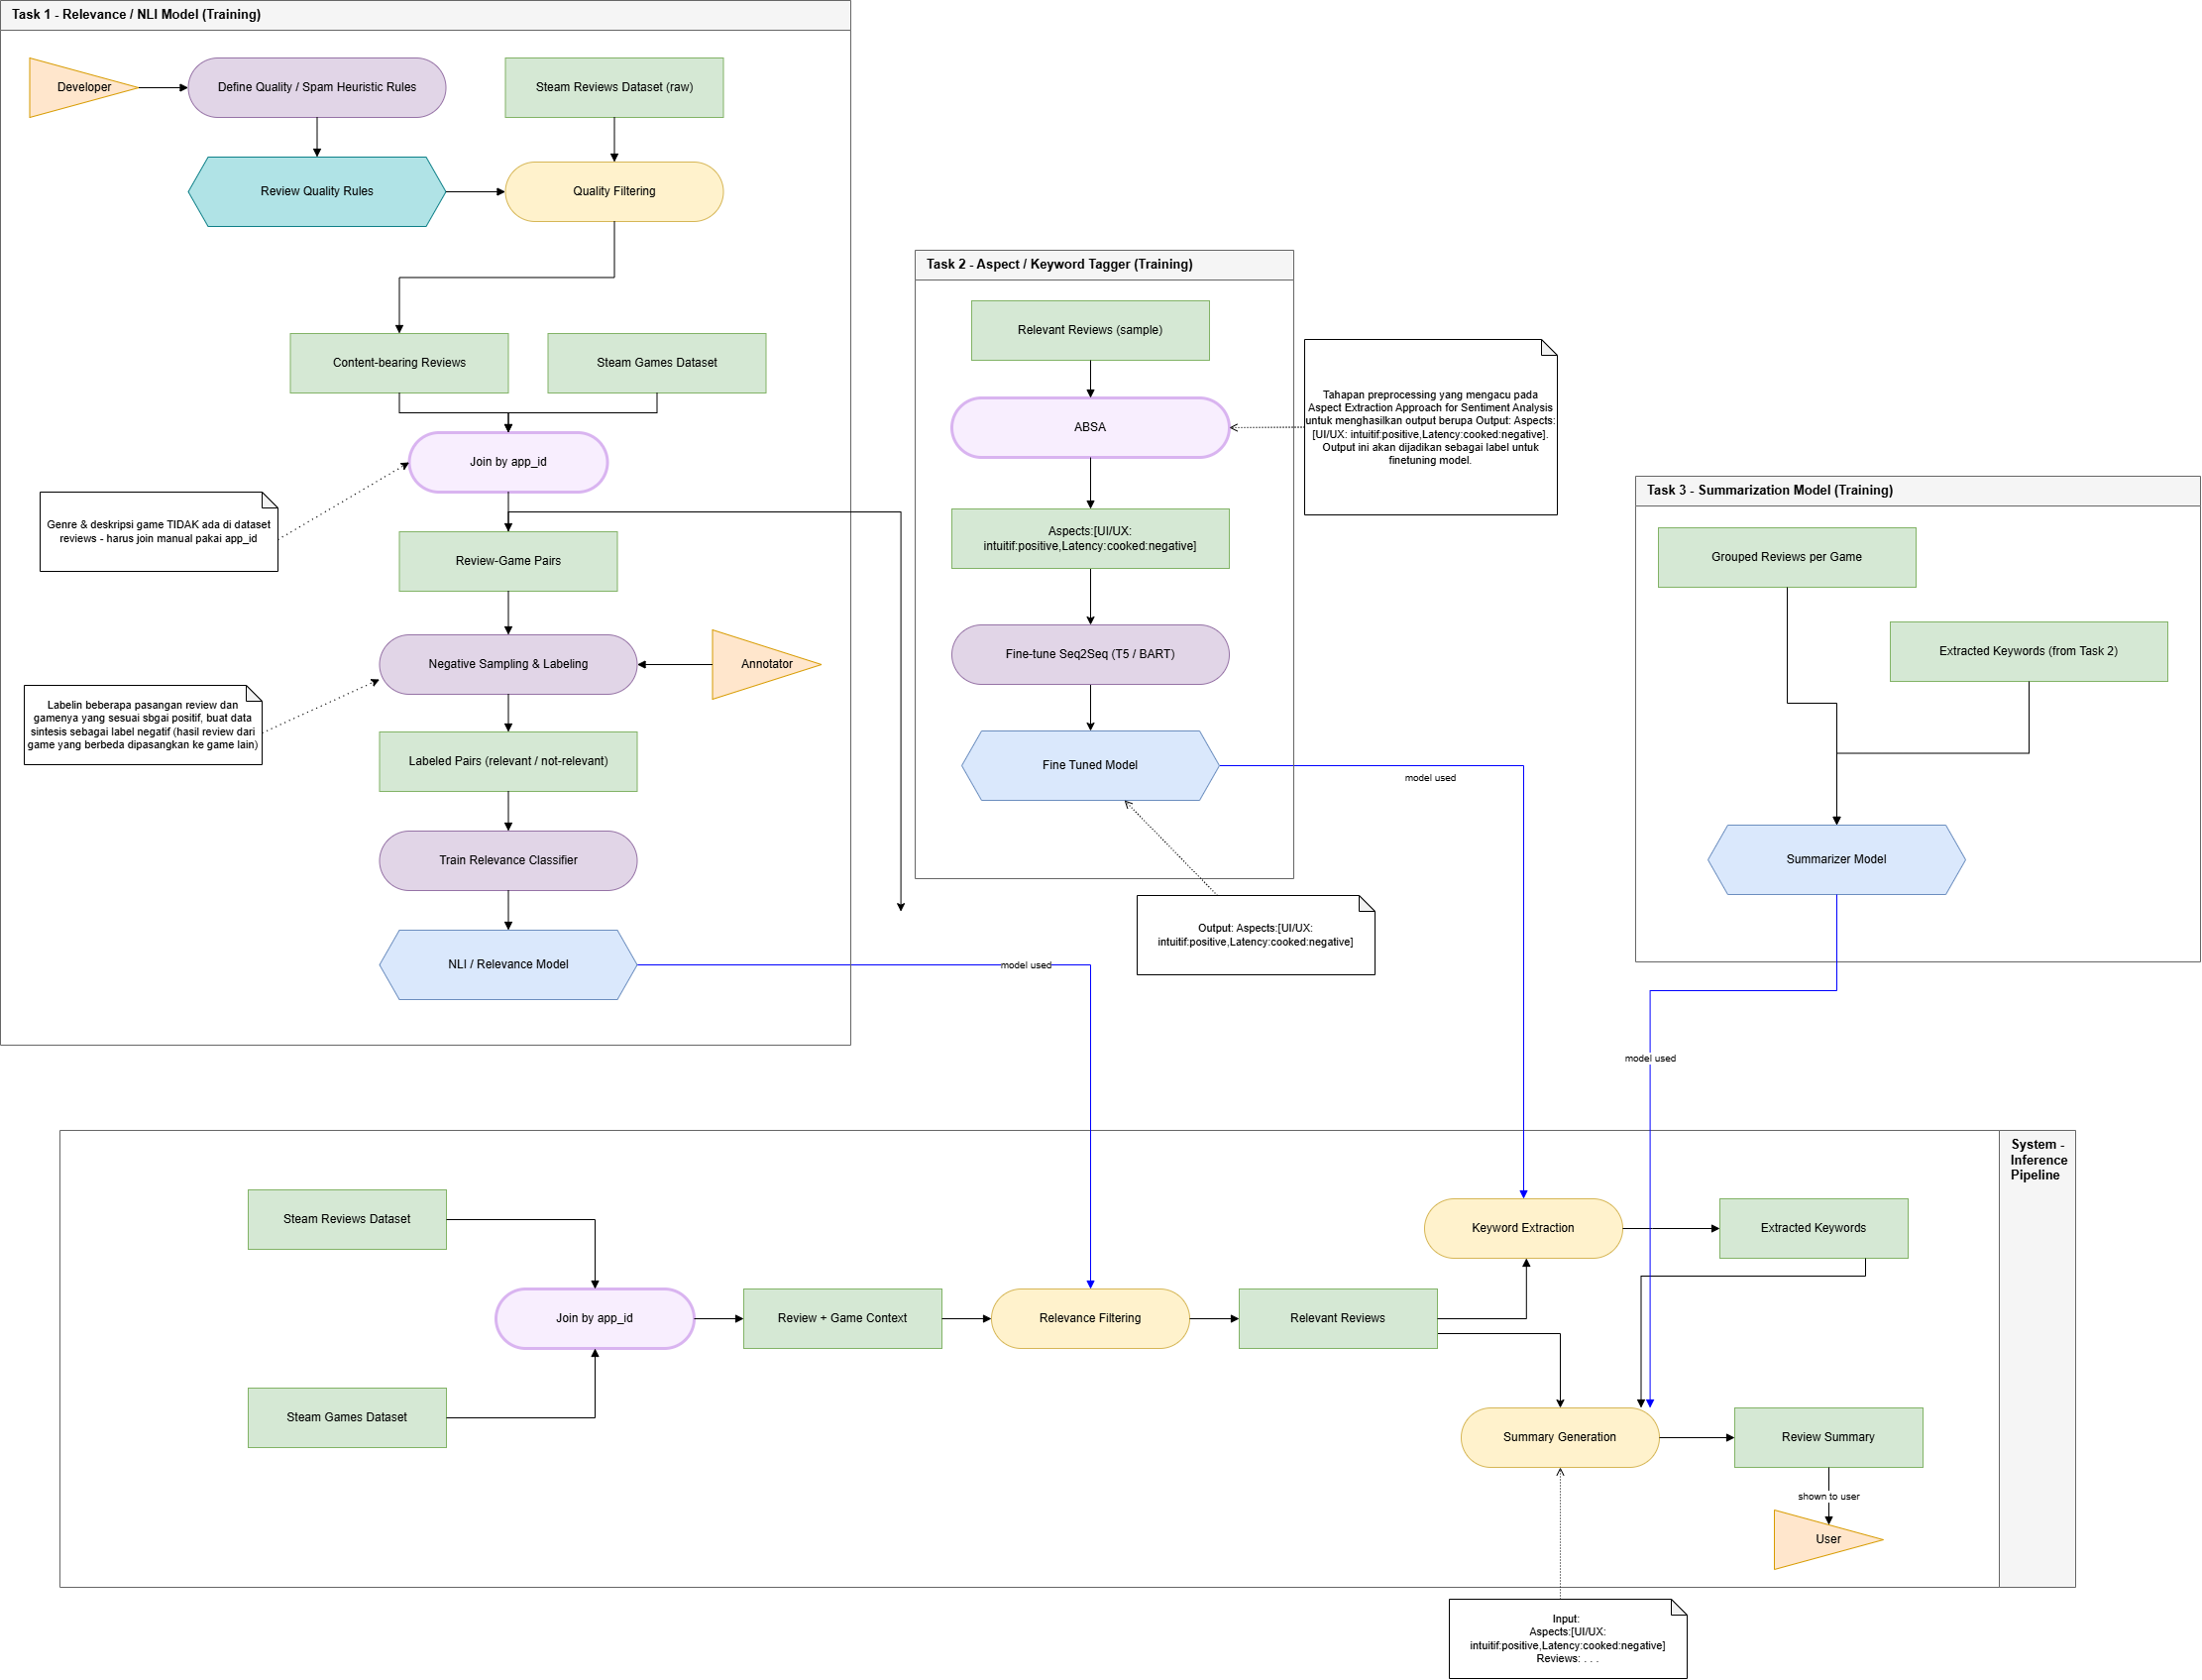 Task 1 - Relevance / NLI Model (Training)
Developer
Define Quality / Spam Heuristic Rules
Steam Reviews Dataset (raw)
Review Quality Rules
Quality Filtering
Content-bearing Reviews
Steam Games Dataset
Join by app_id
Genre & deskripsi game TIDAK ada di dataset
reviews - harus join manual pakai app_id
Review-Game Pairs
Negative Sampling & Labeling
Annotator
Labelin beberapa pasangan review dan
gamenya yang sesuai sbgai positif, buat data
sintesis sebagai label negatif (hasil review dari
game yang berbeda dipasangkan ke game lain)
Labeled Pairs (relevant / not-relevant)
Train Relevance Classifier
NLI / Relevance Model
model used
Task 2 - Aspect / Keyword Tagger (Training)
Relevant Reviews (sample)
ABSA
Tahapan preprocessing yang mengacu pada
Aspect Extraction Approach for Sentiment Analysis
untuk menghasilkan output berupa Output: Aspects:
[UI/UX: intuitif:positive,Latency:cooked:negative].
Output ini akan dijadikan sebagai label untuk
finetuning model.
Aspects:[UI/UX:
intuitif:positive,Latency:cooked:negative]
Fine-tune Seq2Seq (T5 / BART)
Fine Tuned Model
model used
Output: Aspects:[UI/UX:
intuitif:positive,Latency:cooked:negative]
Task 3 - Summarization Model (Training)
Grouped Reviews per Game
Extracted Keywords (from Task 2)
Summarizer Model
model used
System -
Inference
Pipeline
Steam Reviews Dataset
Steam Games Dataset
Join by app_id
Review + Game Context
Relevance Filtering
Relevant Reviews
Keyword Extraction
Extracted Keywords
Summary Generation
Review Summary
shown to user
User
Input:
Aspects:[UI/UX:
intuitif:positive,Latency:cooked:negative]
Reviews: . . .